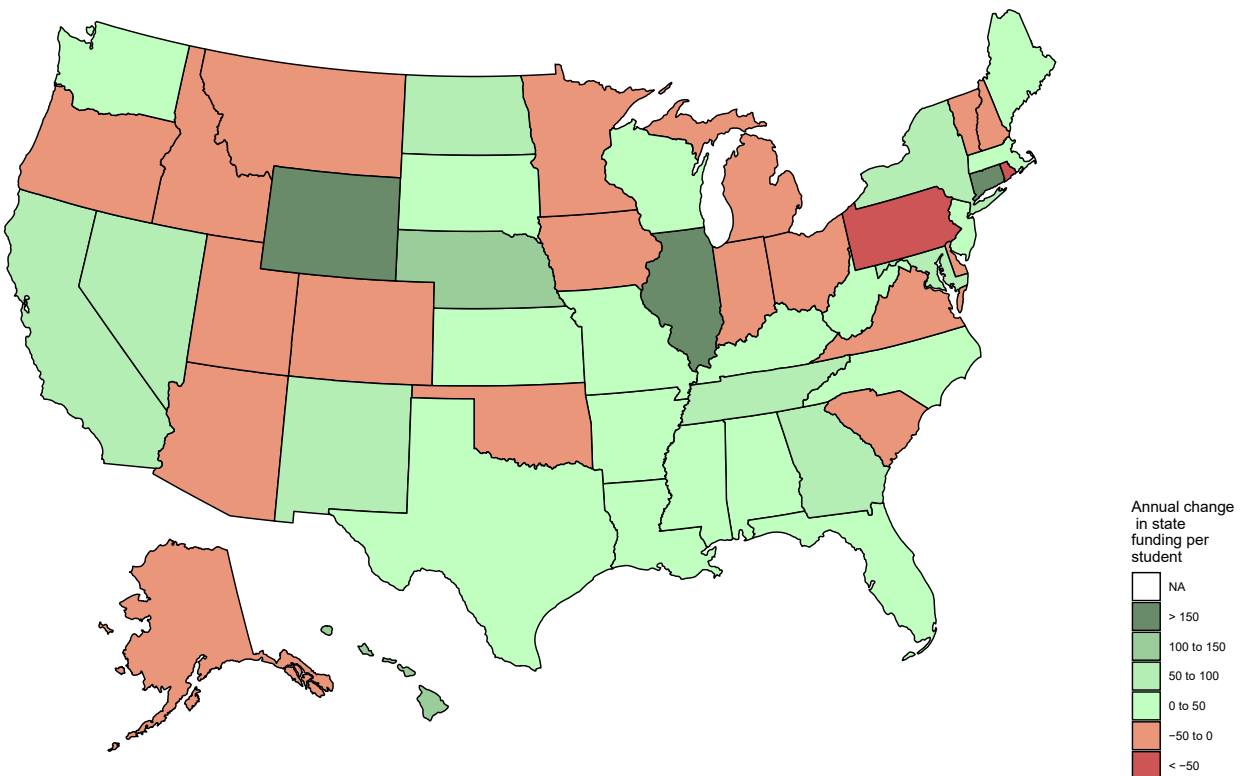 Annual change
in state
funding per
student
NA
> 150
100 to 150
50 to 100
0 to 50
−50 to 0
< −50